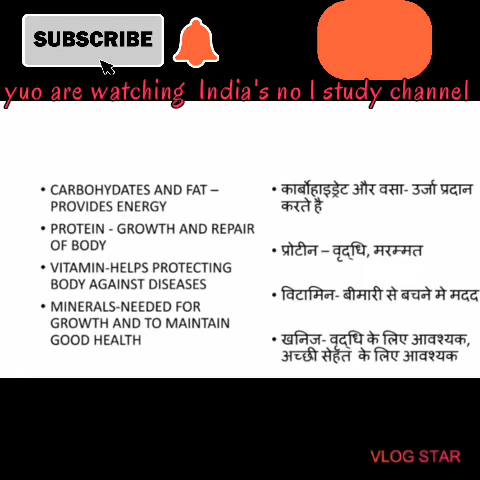 SUBSCRIBE
yuo are watching India's no 1 study channel
• CARBOHYDATES AND FAT –
PROVIDES ENERGY
• PROTEIN - GROWTH AND REPAIR
OF BODY
• VITAMIN-HELPS PROTECTING
BODY AGAINST DISEASES
• MINERALS-NEEDED FOR
GROWTH AND TO MAINTAIN
GOOD HEALTH
• कार्बोहाइड्रेट और वसा- उर्जा प्रदान
करते है
• प्रोटीन – वृद्धि, मरम्मत
• विटामिन- बीमारी से बचने मे मदद
• खनिज- वृद्धि के लिए आवश्यक,
अच्छी सेहत के लिए आवश्यक
VLOG STAR